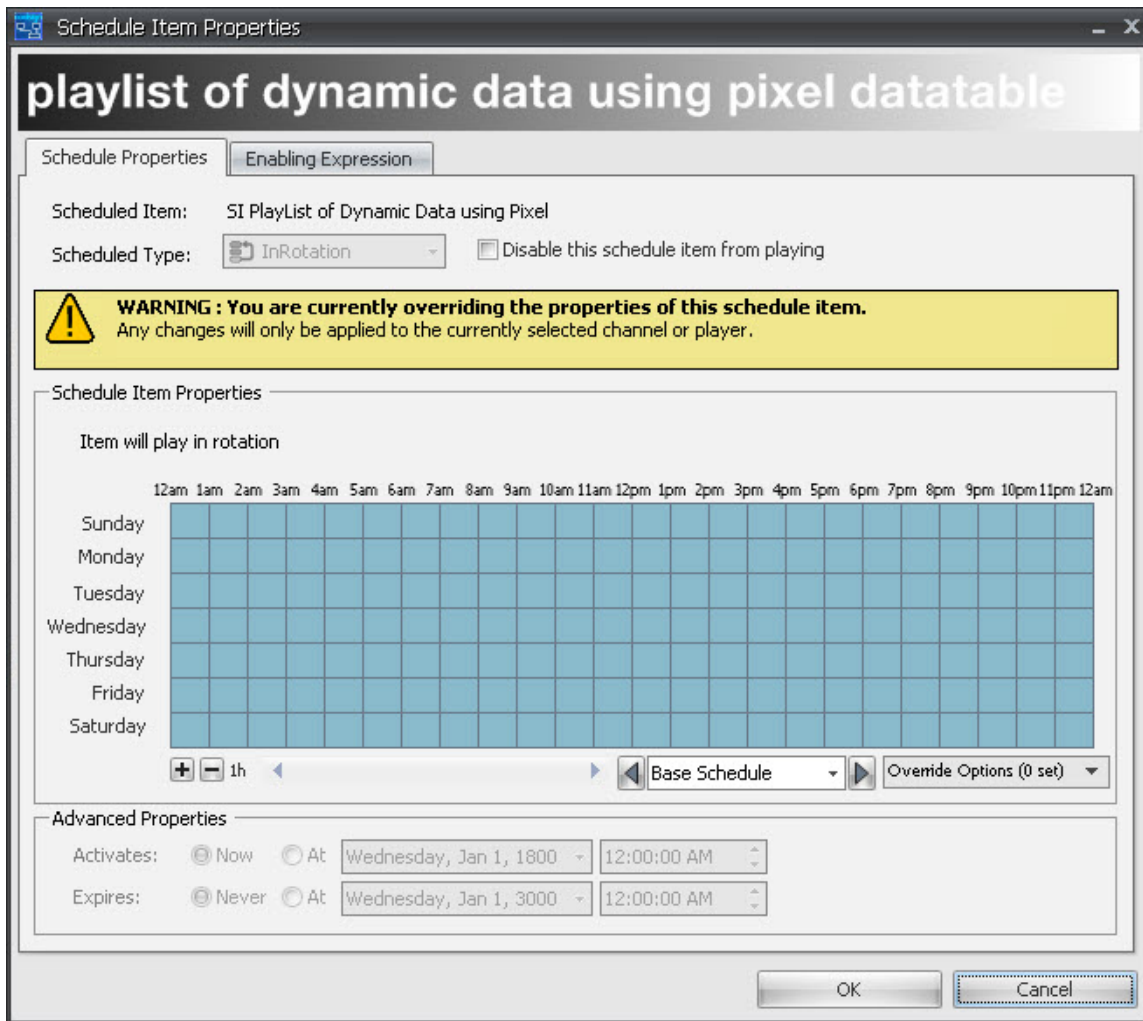 Schedule Item Properties
playlist of dynamic data using pixel datatable
Schedule Properties
Enabling Expression
Scheduled Item: SI PlayList of Dynamic Data using Pixel
Scheduled Type: InRotation Disable this schedule item from playing
WARNING : You are currently overriding the properties of this schedule item.
Any changes will only be applied to the currently selected channel or player.
Schedule Item Properties
Item will play in rotation
12am 1am 2am 3am 4am 5am 6am 7am 8am 9am 10am 11am 12pm 1pm 2pm 3pm 4pm 5pm 6pm 7pm 8pm 9pm 10pm 11pm 12am
Sunday
Monday
Tuesday
Wednesday
Thursday
Friday
Saturday
1h Base Schedule Override Options (0 set)
Advanced Properties
Activates: Now At Wednesday, Jan 1, 1800 12:00:00 AM
Expires: Never At Wednesday, Jan 1, 3000 12:00:00 AM
OK Cancel